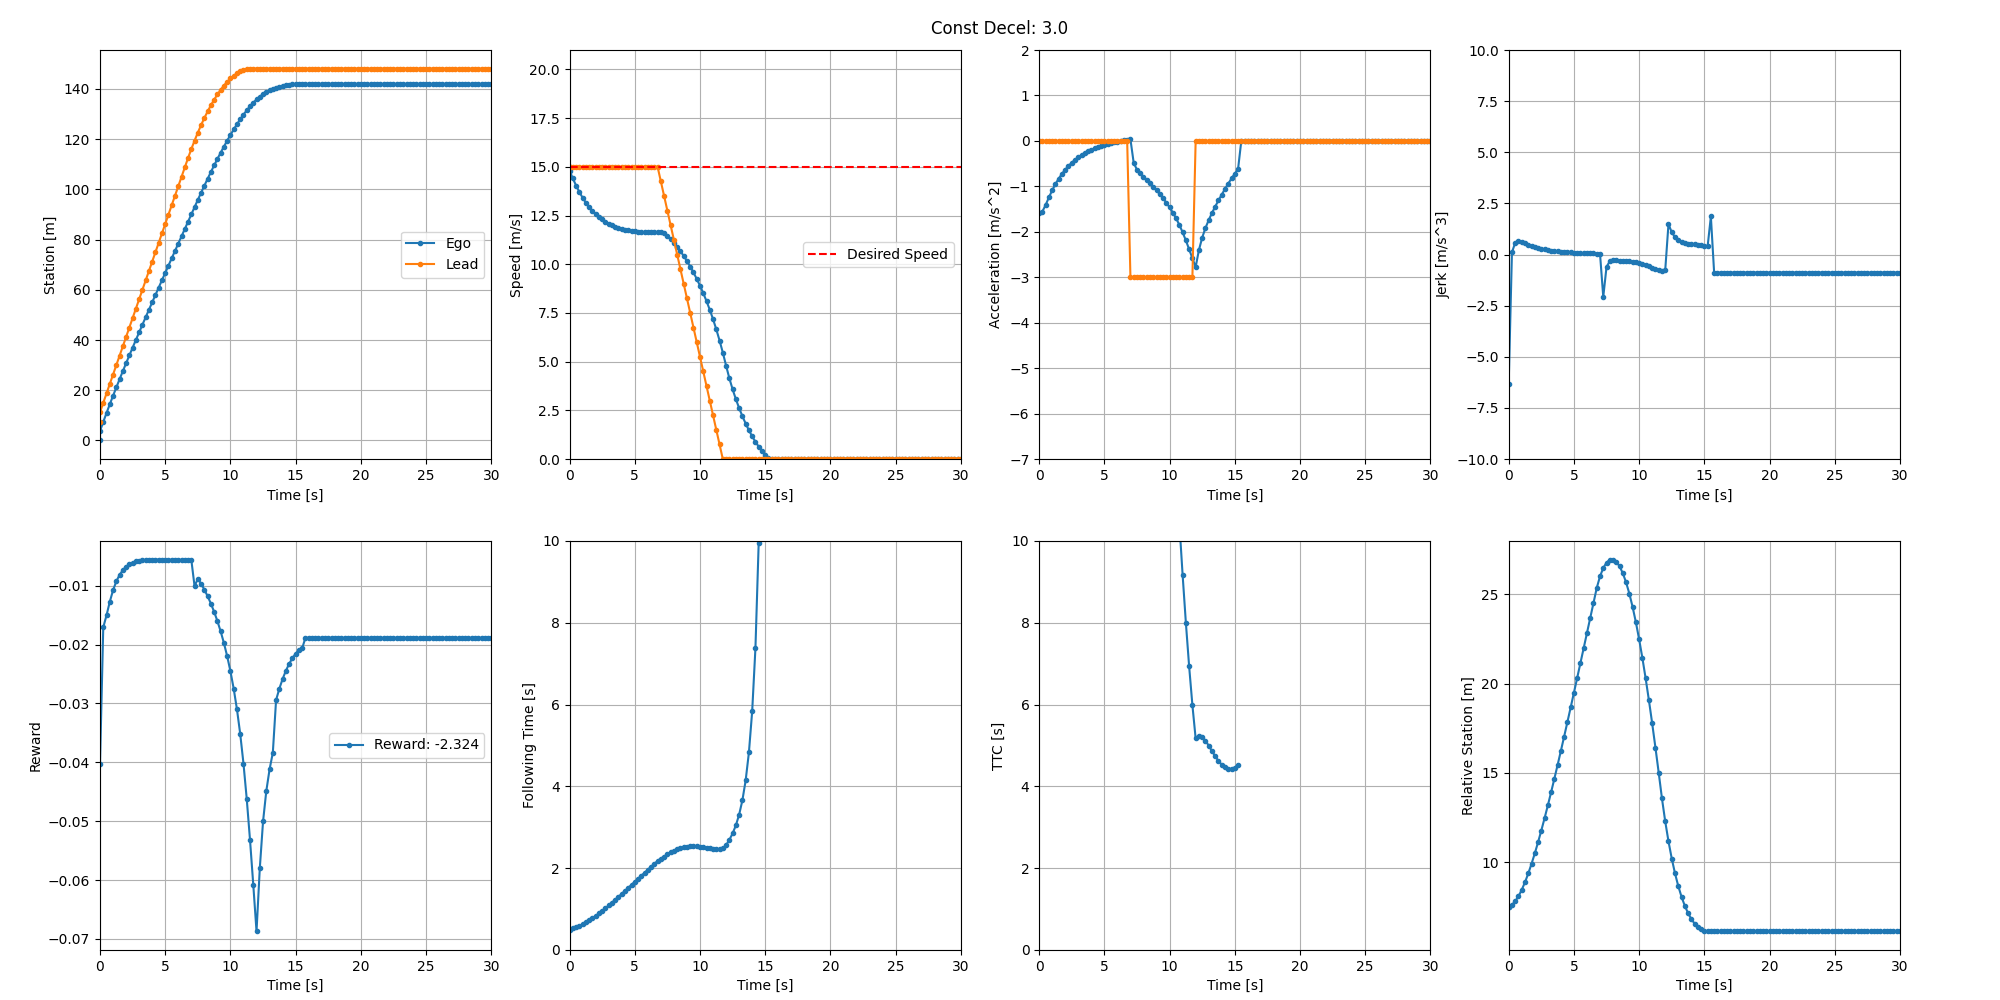 Const Decel: 3.0
Station [m]
140
120
100
80
60
40
20
0
Ego
Lead
0 5 10 15 20 25 30
Time [s]
Speed [m/s]
20.0
17.5
15.0
12.5
10.0
7.5
5.0
2.5
0.0
Desired Speed
0 5 10 15 20 25 30
Time [s]
Acceleration [m/s^2]
2
1
0
−1
−2
−3
−4
−5
−6
−7
0 5 10 15 20 25 30
Time [s]
Jerk [m/s^3]
10.0
7.5
5.0
2.5
0.0
−2.5
−5.0
−7.5
−10.0
0 5 10 15 20 25 30
Time [s]
Reward
−0.01
−0.02
−0.03
−0.04
−0.05
−0.06
−0.07
Reward: -2.324
0 5 10 15 20 25 30
Time [s]
Following Time [s]
10
8
6
4
2
0
0 5 10 15 20 25 30
Time [s]
TTC [s]
10
8
6
4
2
0
0 5 10 15 20 25 30
Time [s]
Relative Station [m]
25
20
15
10
0 5 10 15 20 25 30
Time [s]